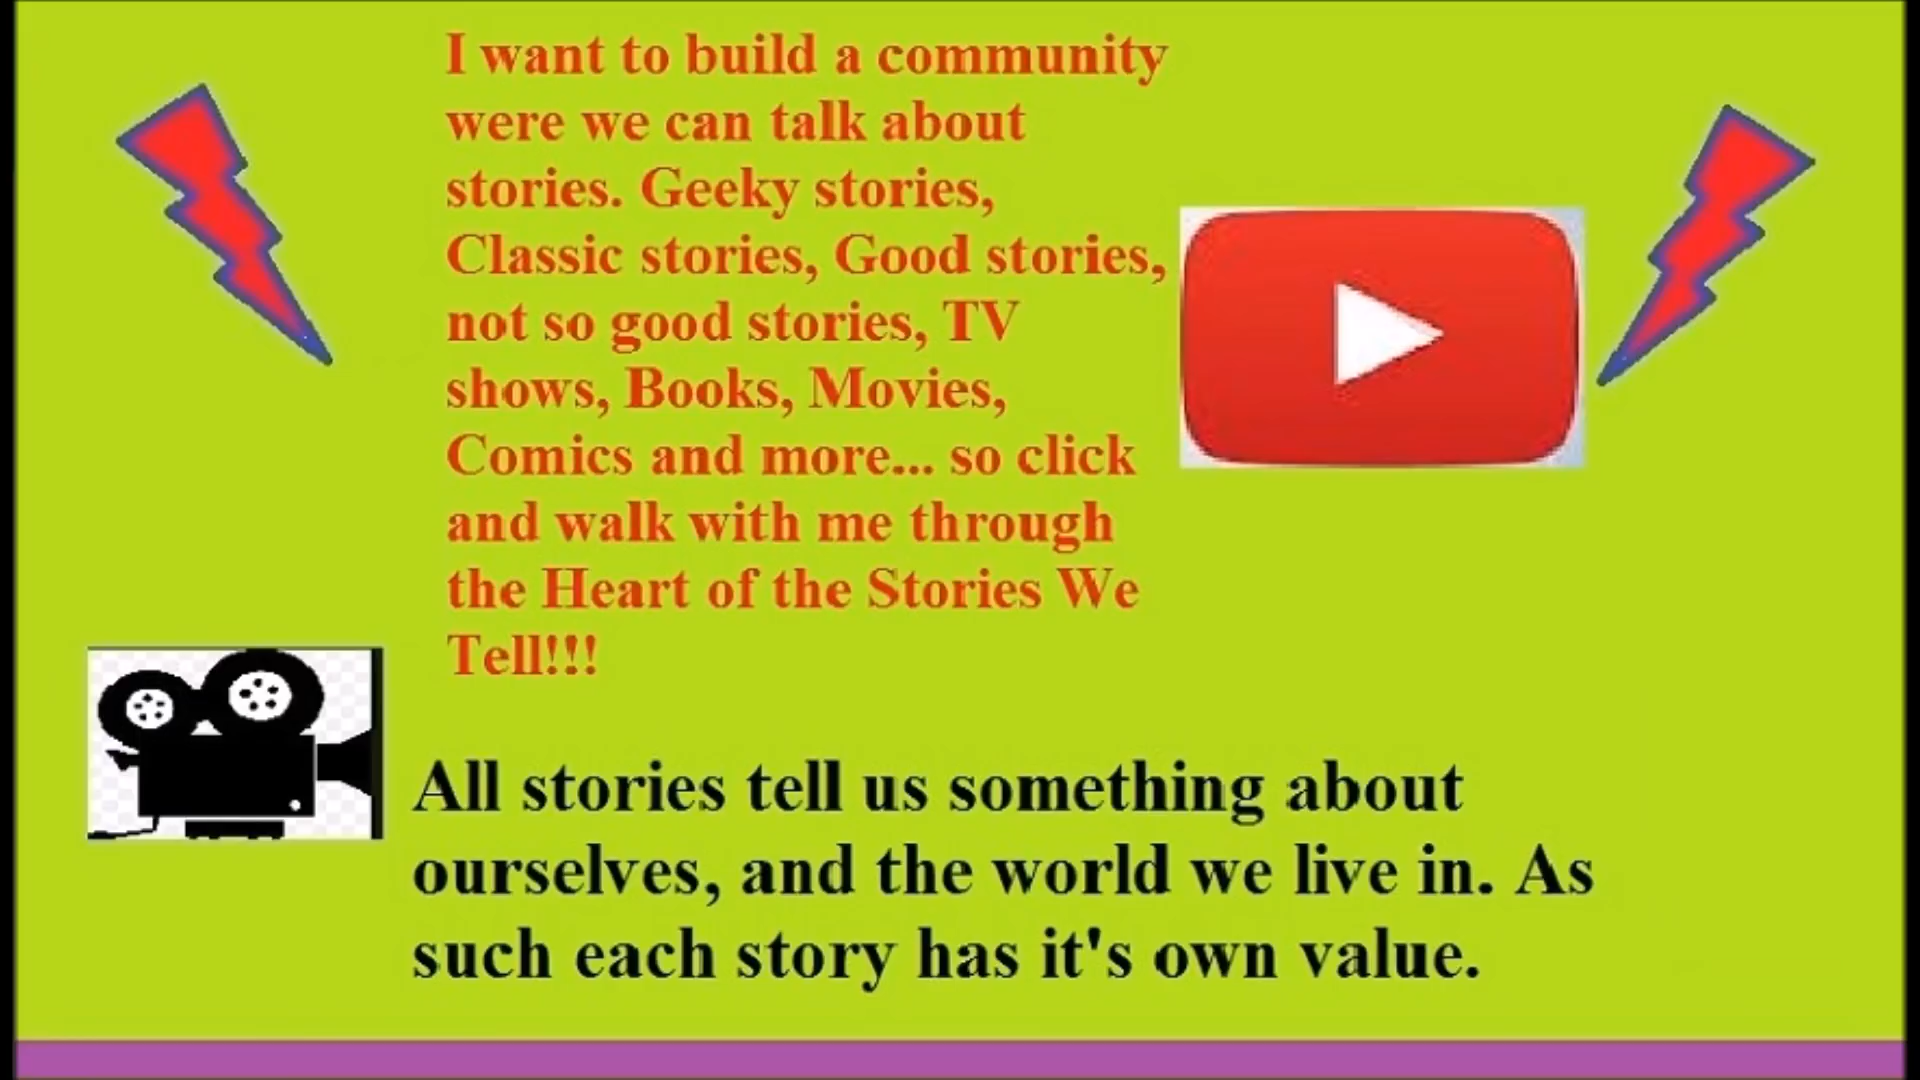 I want to build a community
were we can talk about
stories. Geeky stories,
Classic stories, Good stories,
not so good stories, TV
shows, Books, Movies,
Comics and more... so click
and walk with me through
the Heart of the Stories We
Tell!!!
All stories tell us something about
ourselves, and the world we live in. As
such each story has it's own value.